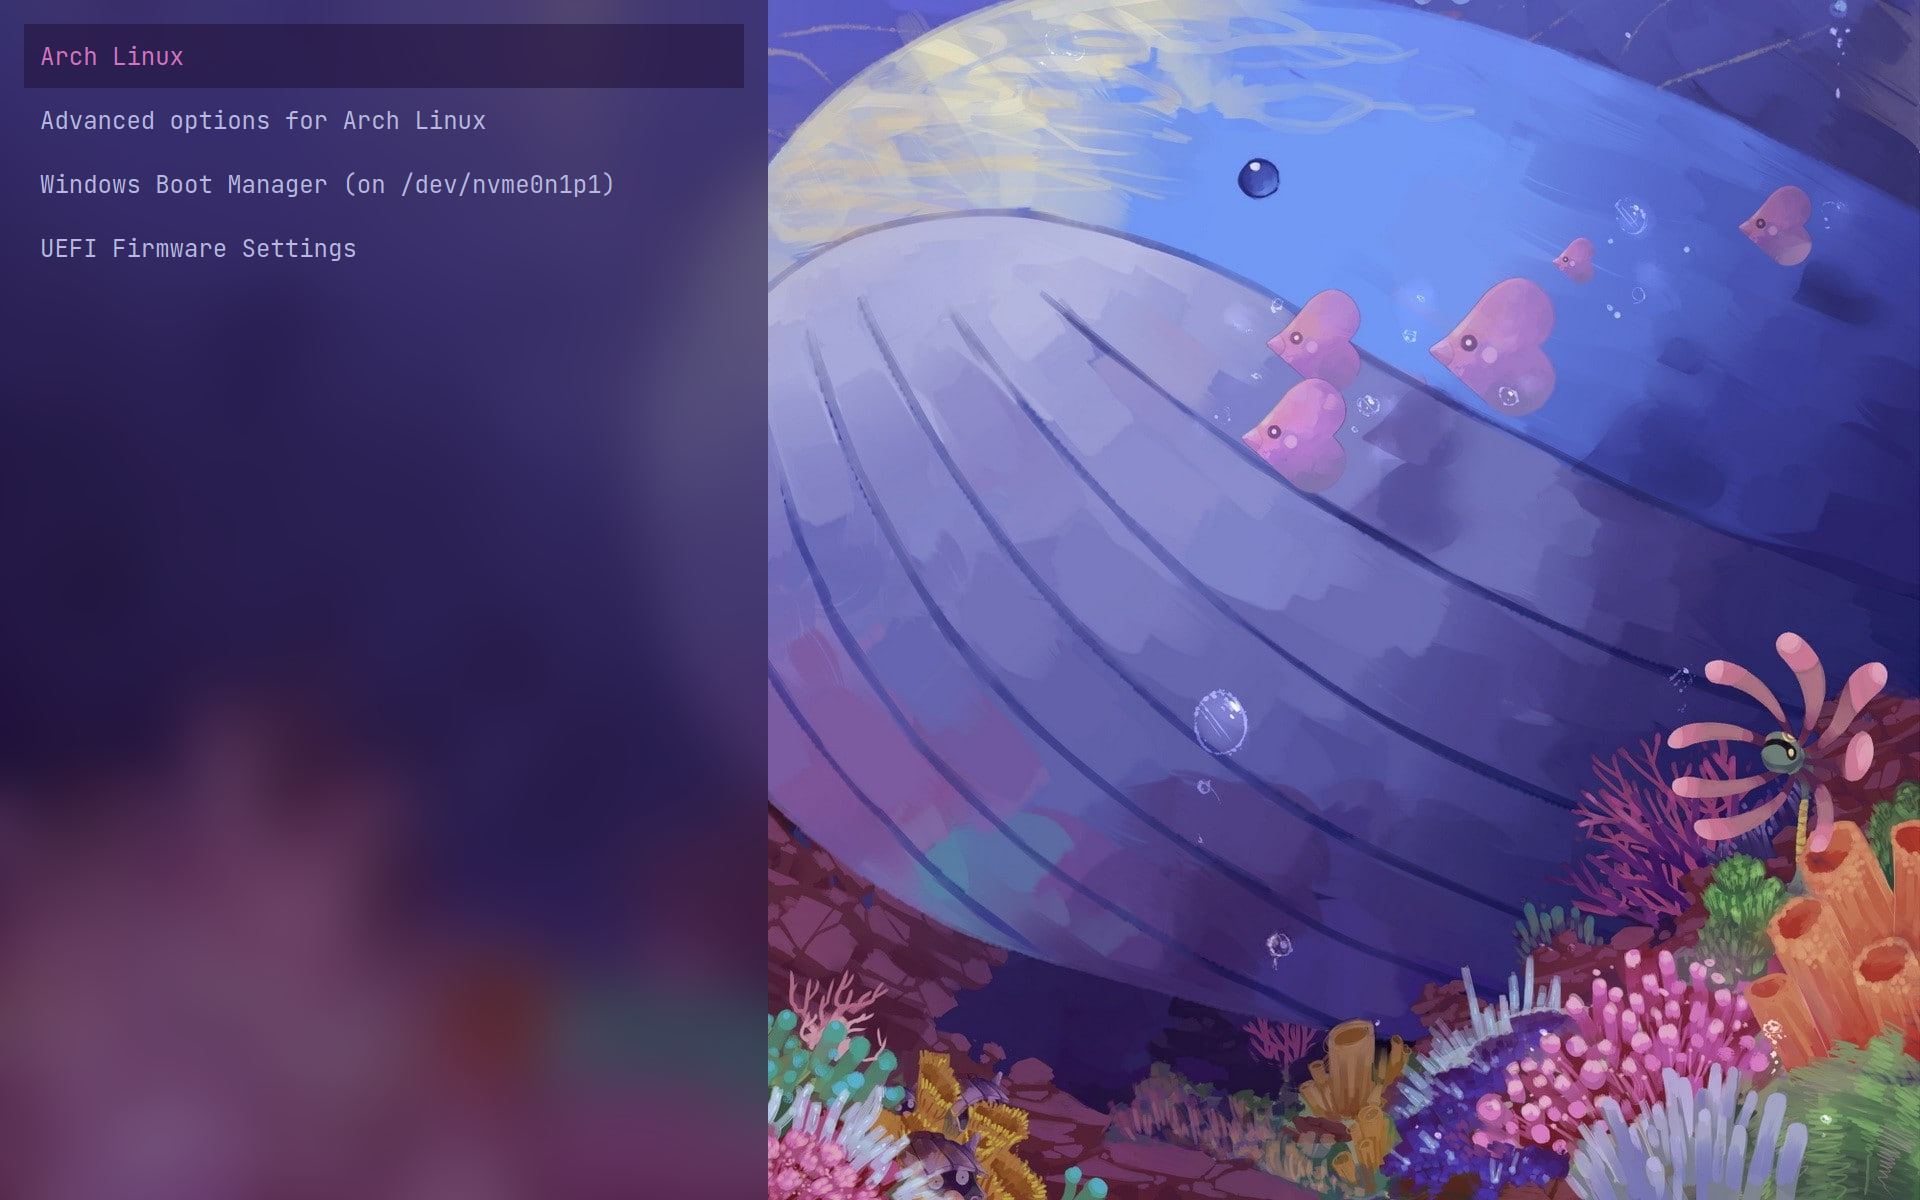 Arch Linux
Advanced options for Arch Linux
Windows Boot Manager (on /dev/nvme0n1p1)
UEFI Firmware Settings